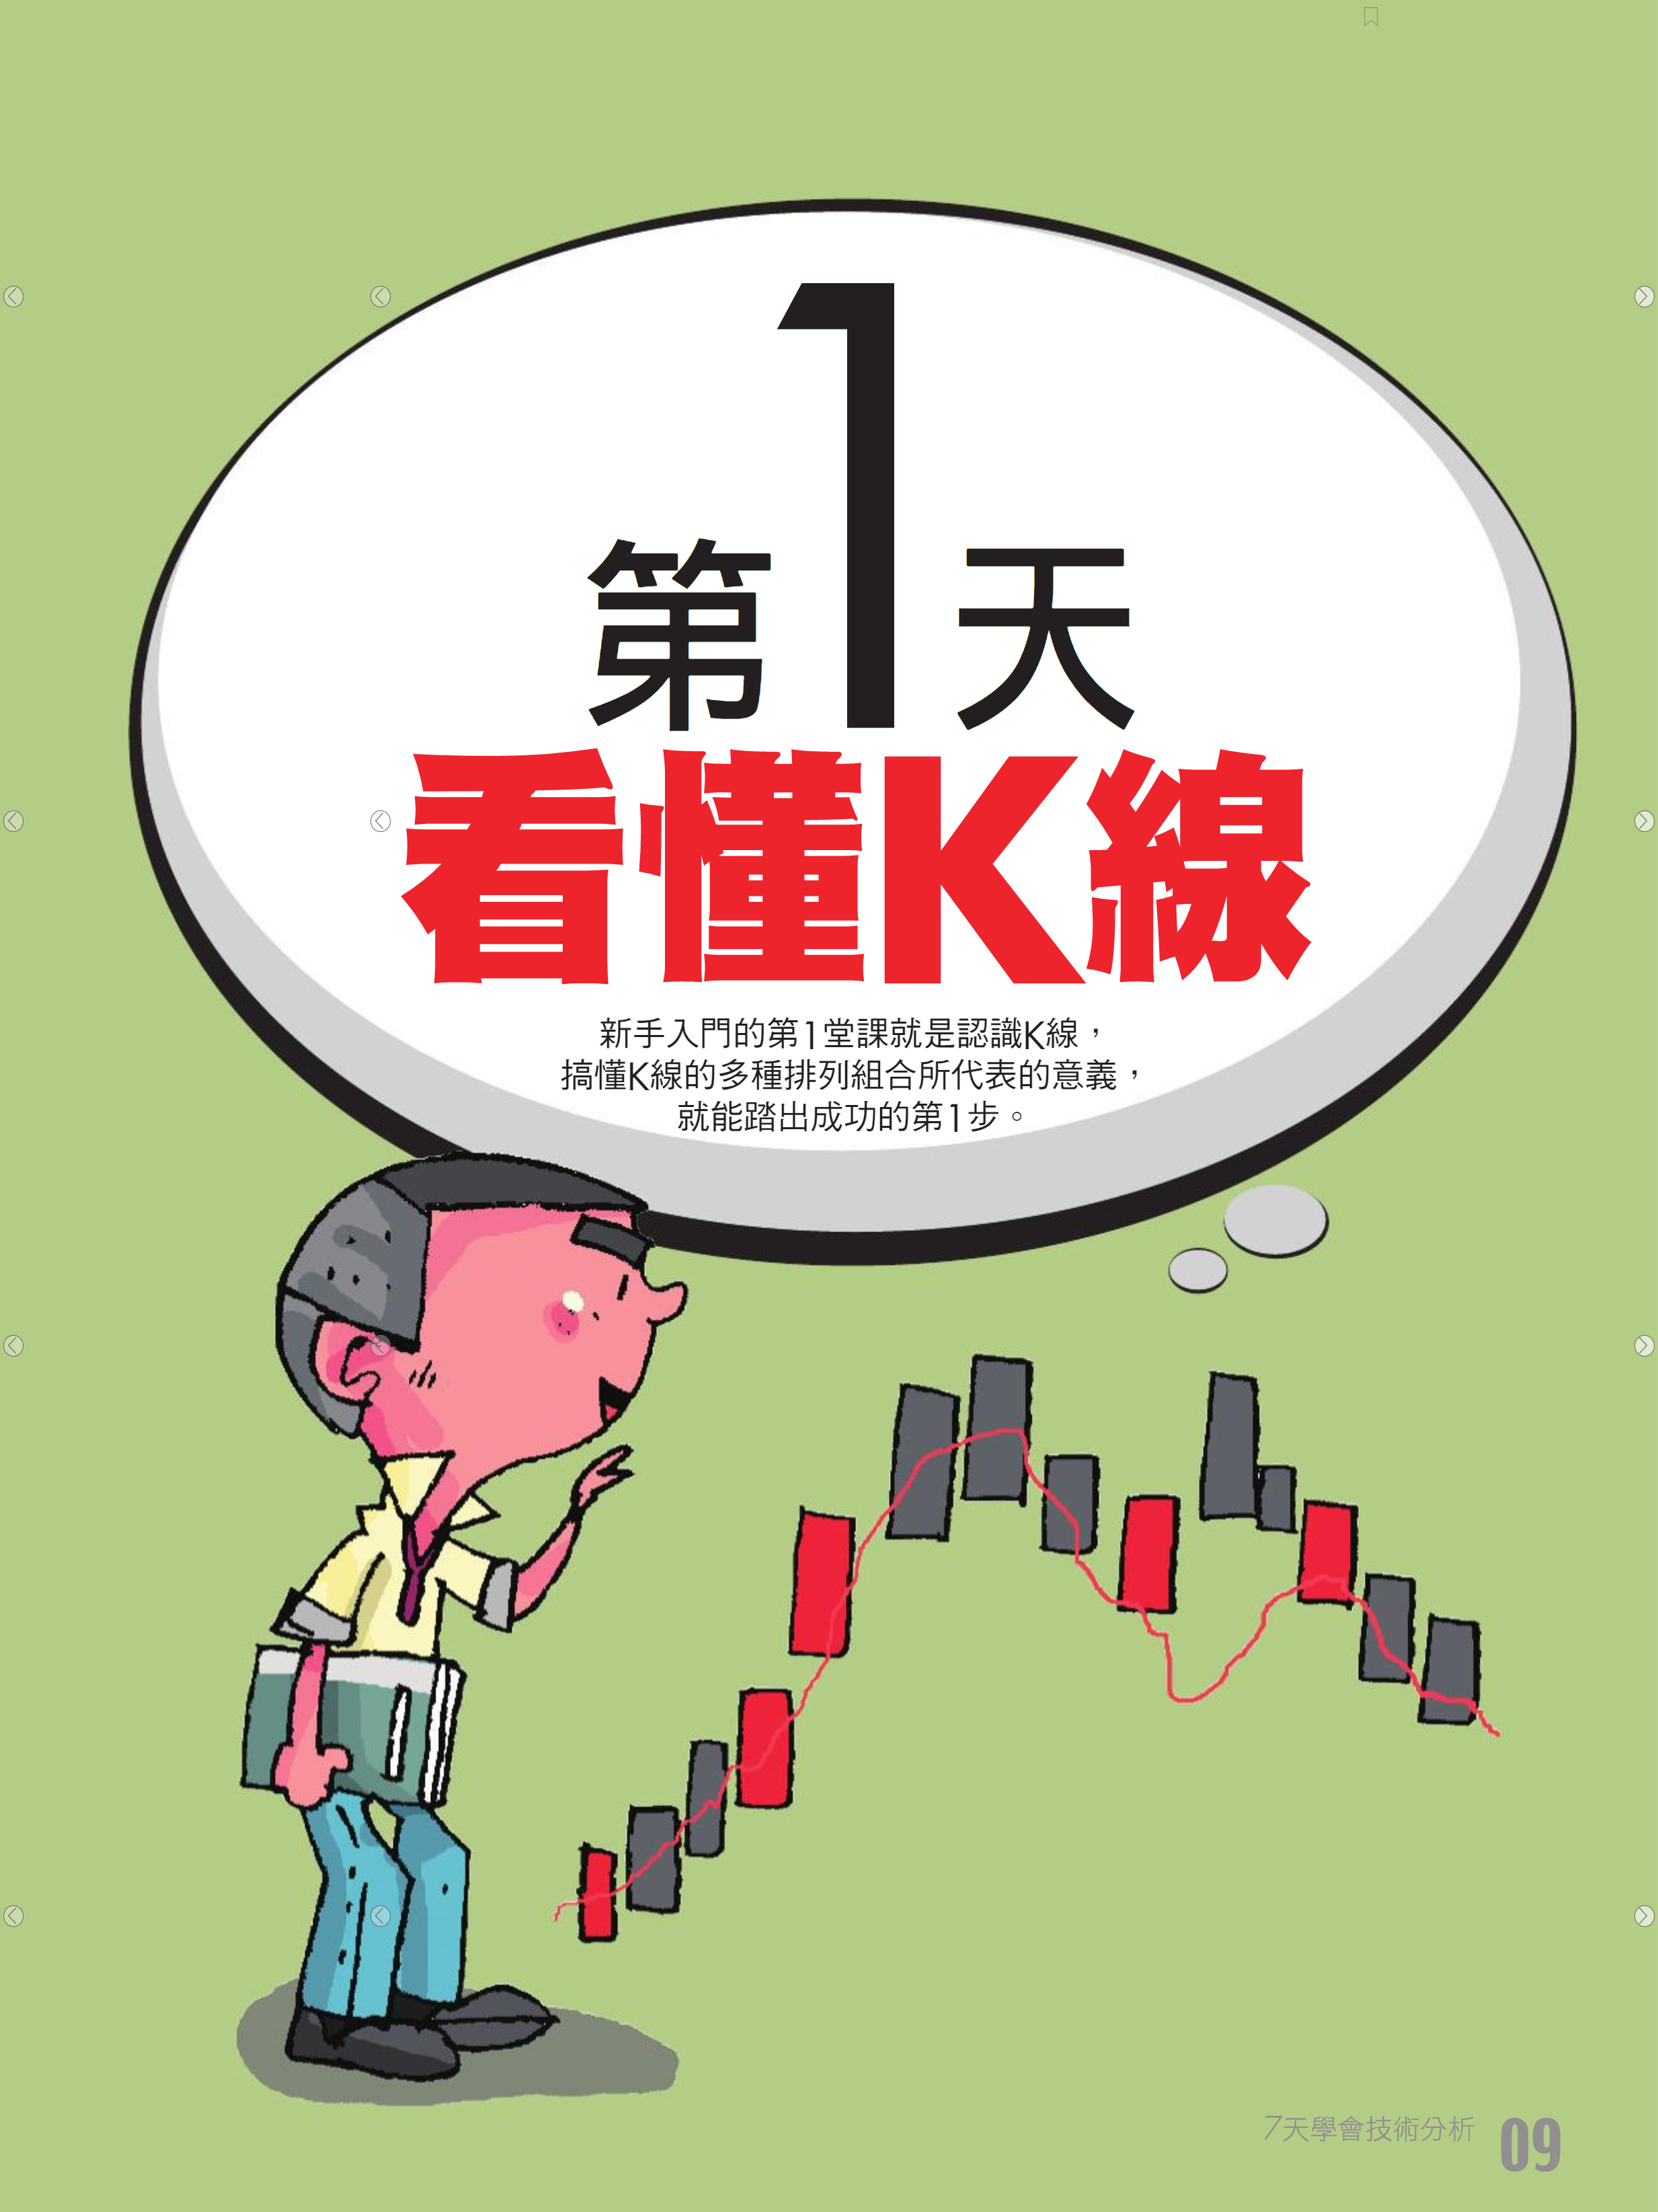 第1天
看懂K線
新手入門的第1堂課就是認識K線，
搞懂K線的多種排列組合所代表的意義，
就能踏出成功的第1步。
7天學會技術分析 09